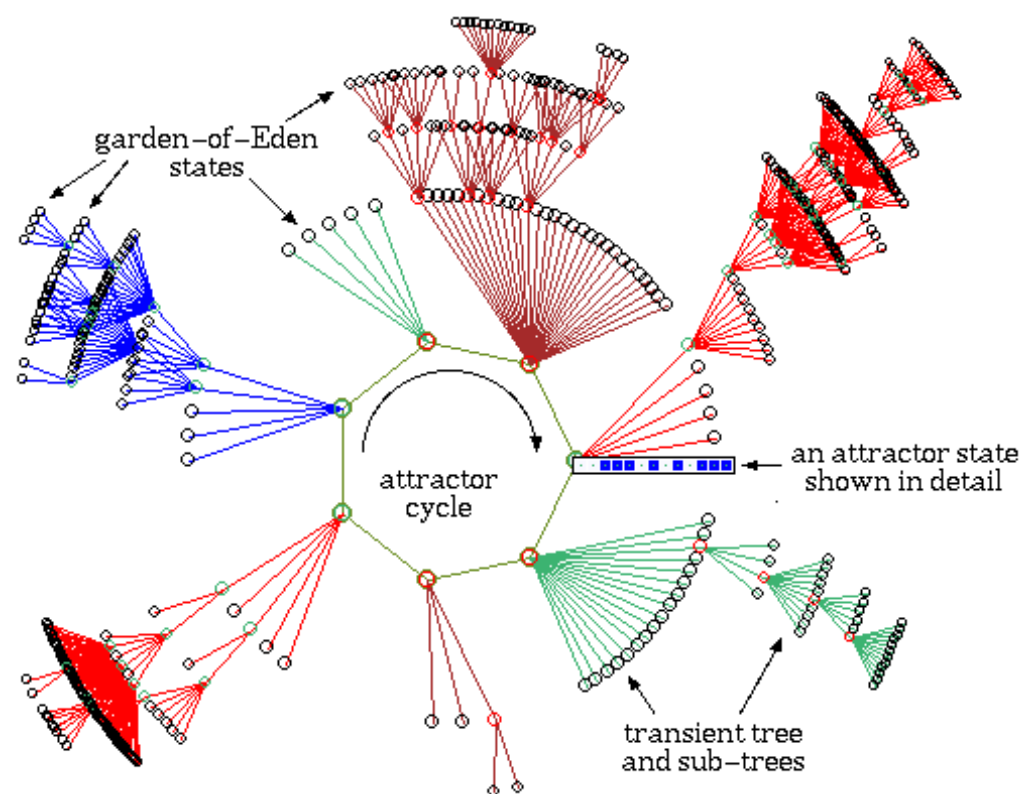 garden-of-Eden
states
attractor
cycle
an attractor state
shown in detail
transient tree
and sub-trees